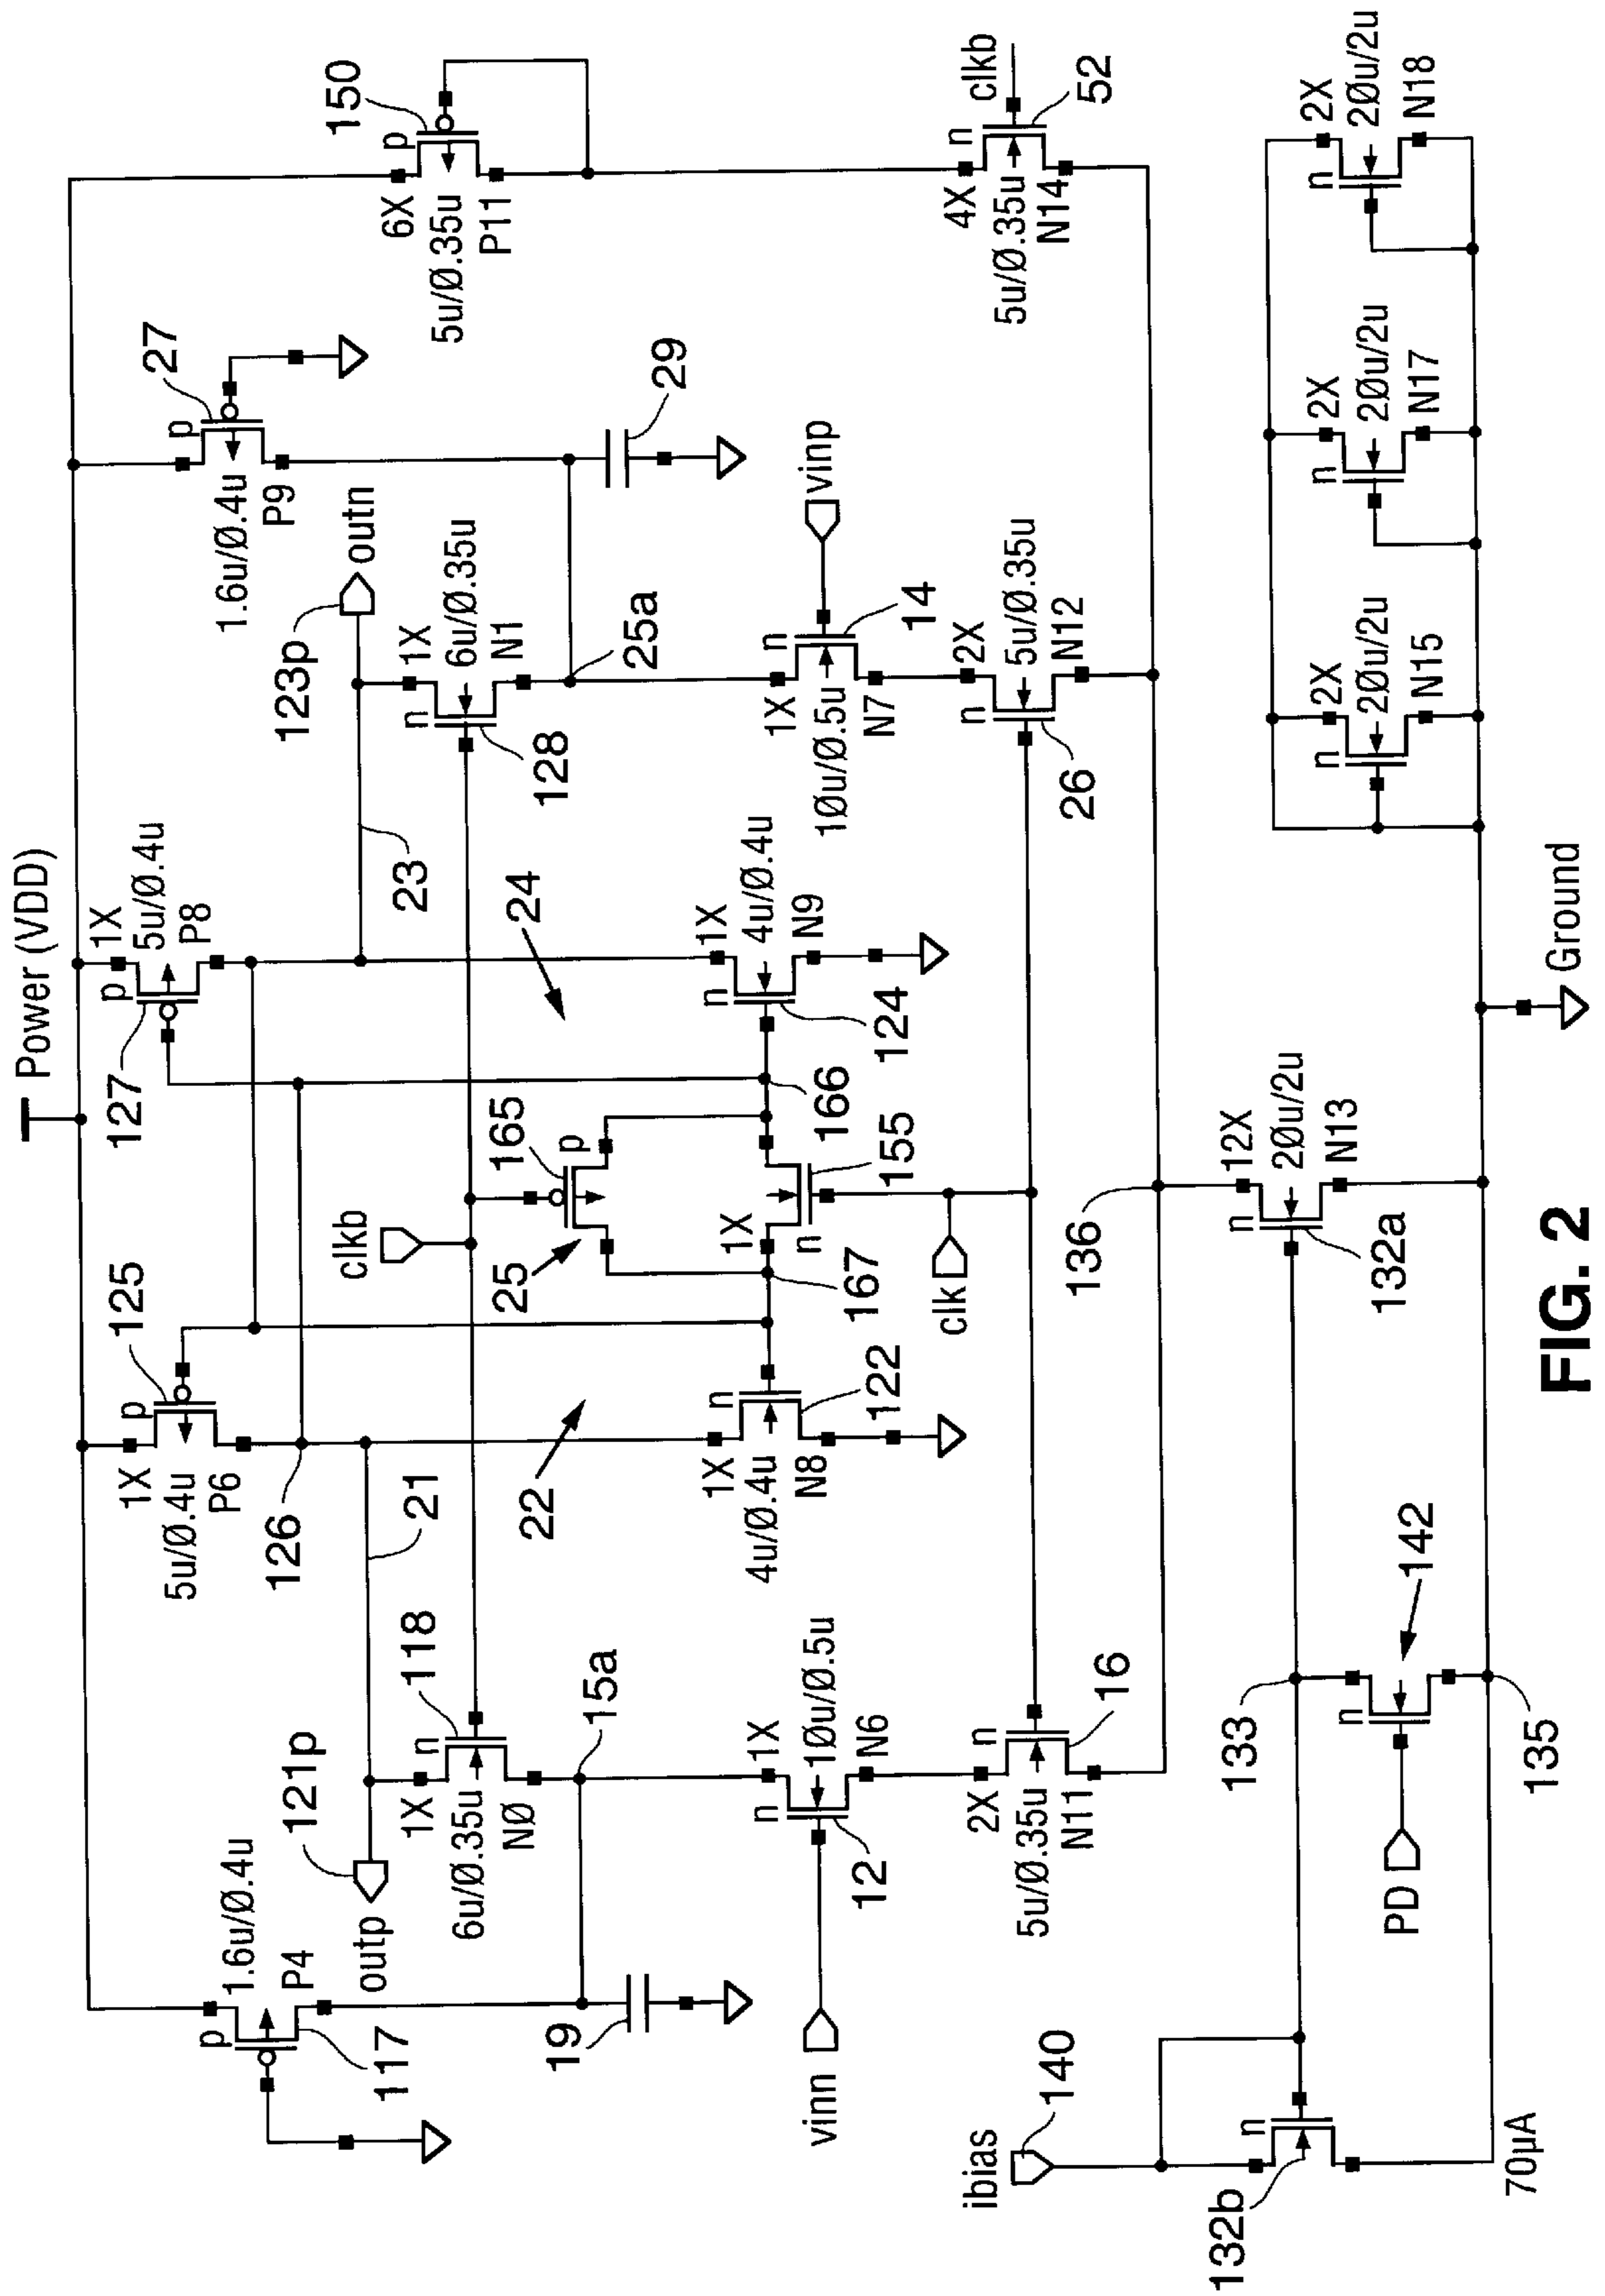 Power (VDD)
127
p
1X
5u/Ø.4u
P8
125
p
1X
5u/Ø.4u
P6
126
117
p
1.6u/Ø.4u
P4
27
p
1.6u/Ø.4u
P9
150
p
6X
5u/Ø.35u
P11
121p
outp
21
118
n
1X
6u/Ø.35u
NØ
15a
19
clkb
25
165
p
22
24
23
123p
outn
1X
6u/Ø.35u
N1
n
128
25a
29
vinn
12
n
1X
1Øu/Ø.5u
N6
1X
4u/Ø.4u
N8
n
122
167
1X
n
155
166
n
1X
4u/Ø.4u
N9
124
1X
1Øu/Ø.5u
N7
n
14
vinp
2X
5u/Ø.35u
N11
n
16
clk
n
2X
5u/Ø.35u
N12
26
4X
5u/Ø.35u
N14
n
clkb
52
136
ibias
140
132b
n
70µA
133
n
PD
142
135
n
12X
2Øu/2u
N13
132a
n
2X
2Øu/2u
N15
n
2X
2Øu/2u
N17
n
2X
2Øu/2u
N18
Ground
FIG. 2